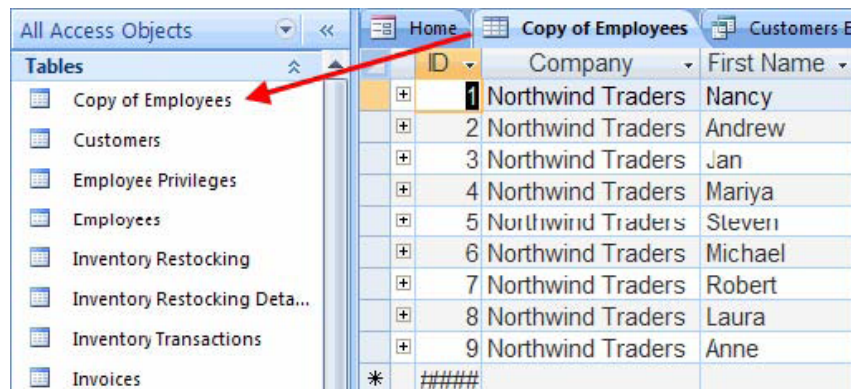 All Access Objects
Tables
Copy of Employees
Customers
Employee Privileges
Employees
Inventory Restocking
Inventory Restocking Deta...
Inventory Transactions
Invoices
Home Copy of Employees Customers E
ID Company First Name
1 Northwind Traders Nancy
2 Northwind Traders Andrew
3 Northwind Traders Jan
4 Northwind Traders Mariya
5 Northwind Traders Steven
6 Northwind Traders Michael
7 Northwind Traders Robert
8 Northwind Traders Laura
9 Northwind Traders Anne
* #####